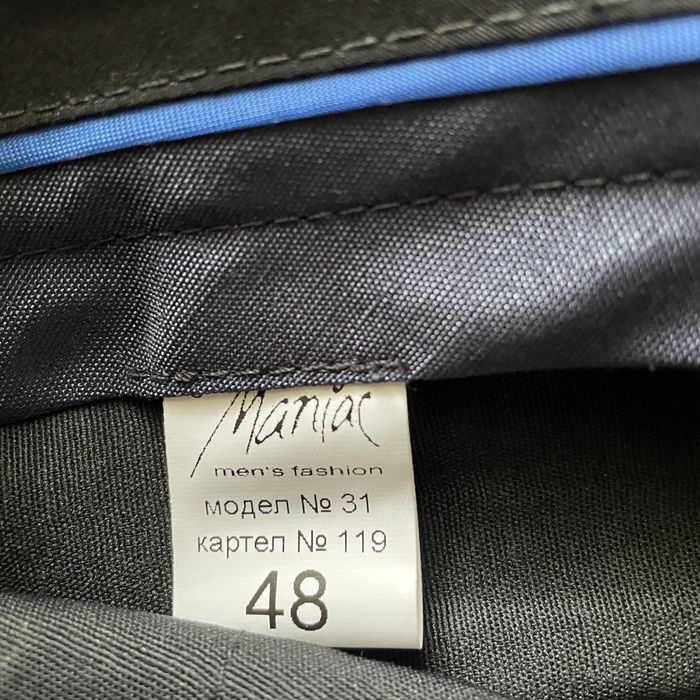 Maniac
men's fashion
модел № 31
картел № 119
48